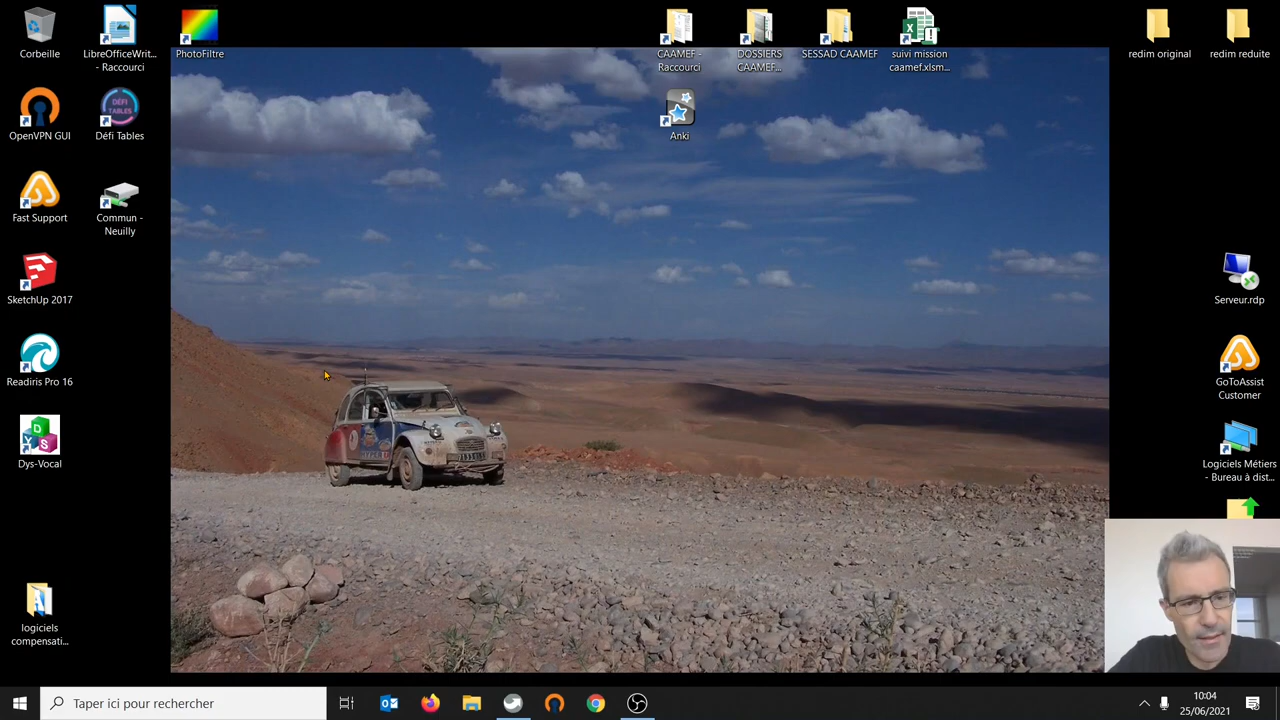 Corbeille
LibreOfficeWrit...
- Raccourci
PhotoFiltre
CAAMEF -
Raccourci
DOSSIERS
CAAMEF...
SESSAD CAAMEF
suivi mission
caamef.xlsm...
redim original
redim reduite
OpenVPN GUI
DÉFI
TABLES
Défi Tables
Anki
Fast Support
Commun -
Neuilly
SketchUp 2017
Serveur.rdp
Readiris Pro 16
GoToAssist
Customer
D
Y
S
Dys-Vocal
Logiciels Métiers
- Bureau à dist...
logiciels
compensati...
Taper ici pour rechercher
10:04
25/06/2021